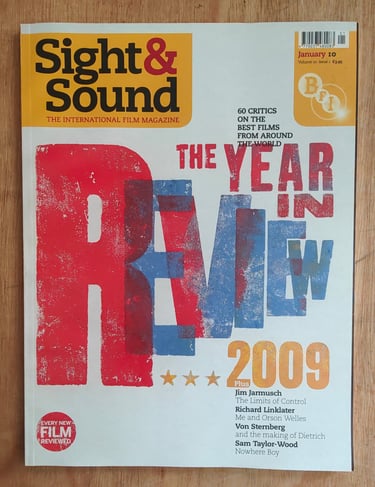 Sight&
Sound
THE INTERNATIONAL FILM MAGAZINE
January 10
BFI
60 CRITICS
ON THE
BEST FILMS
FROM AROUND
THE WORLD
THE YEAR
IN
REVIEW
2009
Plus
Jim Jarmusch
The Limits of Control
Richard Linklater
Me and Orson Welles
Von Sternberg
and the making of Dietrich
Sam Taylor-Wood
Nowhere Boy
EVERY NEW
FILM
REVIEWED